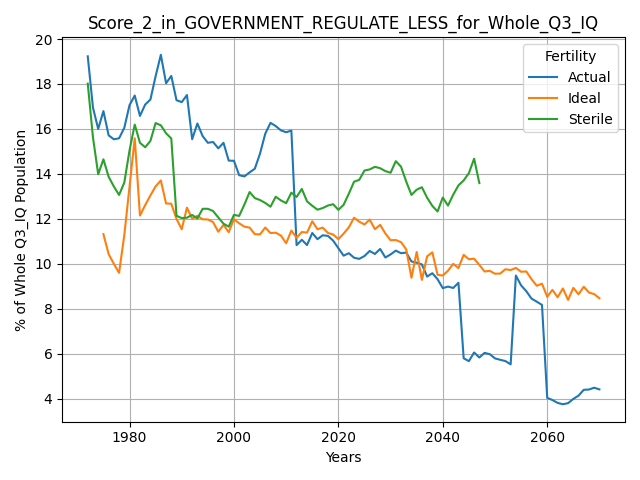 Score_2_in_GOVERNMENT_REGULATE_LESS_for_Whole_Q3_IQ
% of Whole Q3_IQ Population
20
18
16
14
12
10
8
6
4
Fertility
Actual
Ideal
Sterile
1980
2000
2020
2040
2060
Years